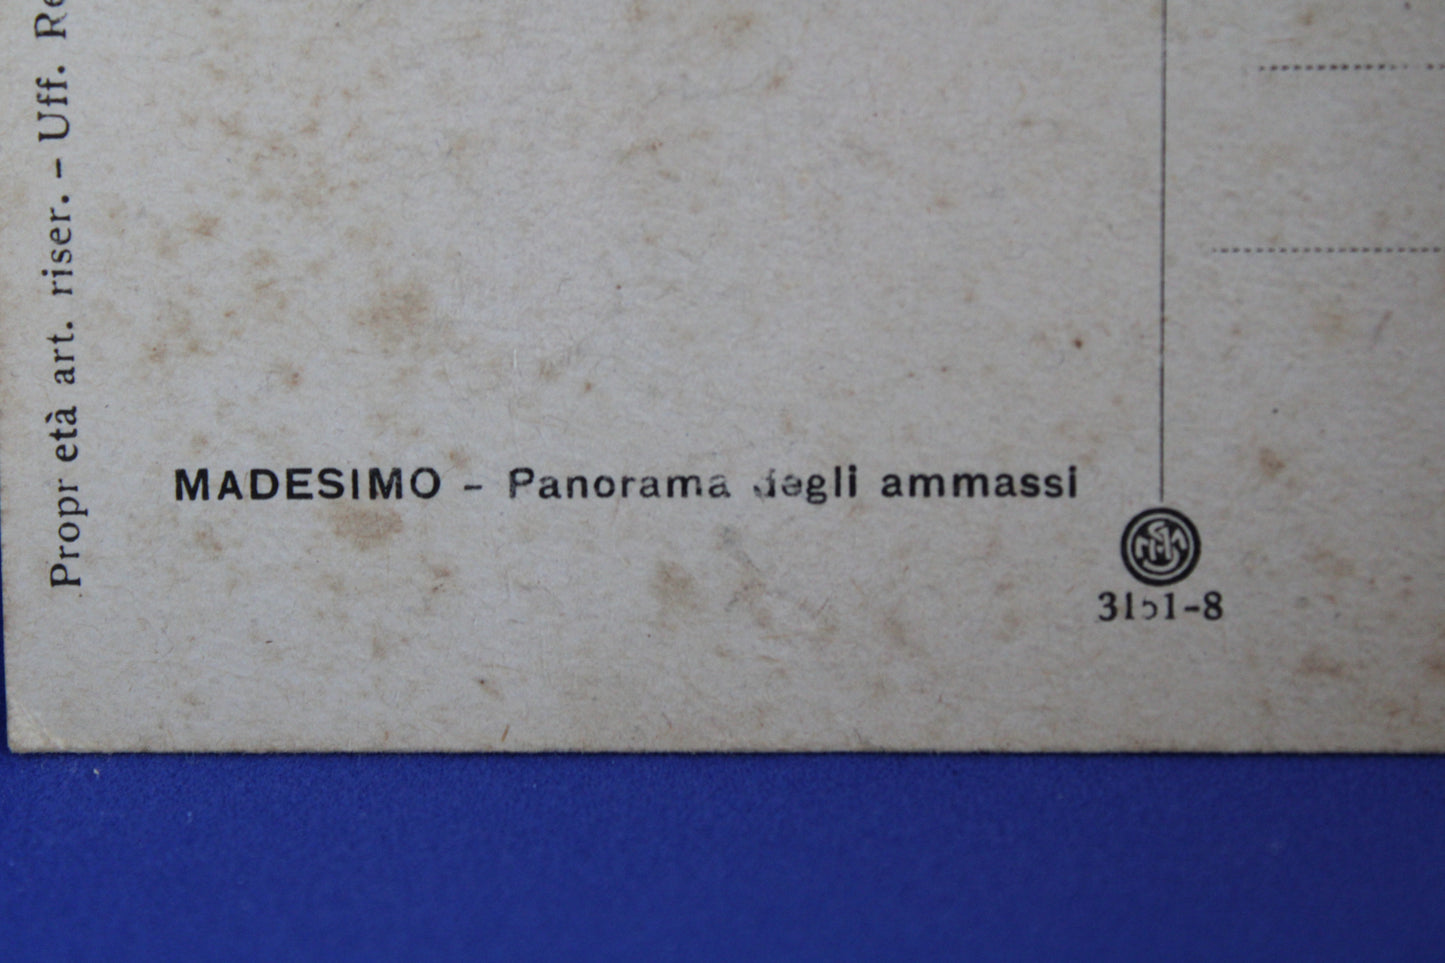 Propr età art. riser. - Uff. Re
MADESIMO - Panorama degli ammassi
3151-8